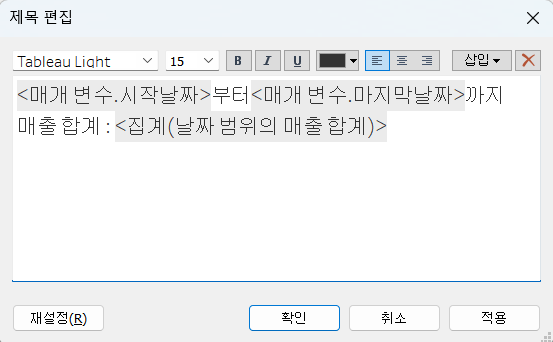 제목 편집
Tableau Light 15 B I U 삽입
<매개 변수.시작날짜>부터<매개 변수.마지막날짜>까지
매출 합계 : <집계(날짜 범위의 매출 합계)>
재설정(R) 확인 취소 적용